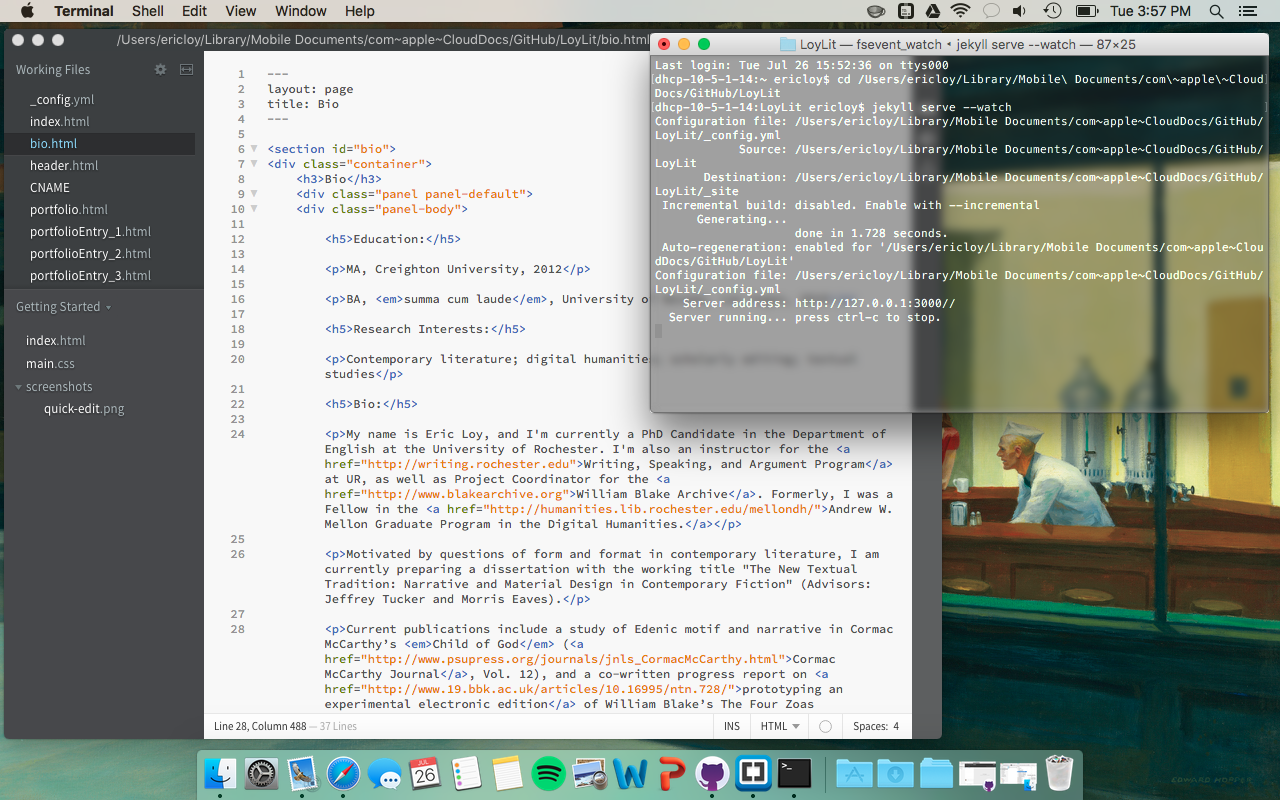 Terminal Shell Edit View Window Help Tue 3:57 PM
/Users/ericloy/Library/Mobile Documents/com~apple~CloudDocs/GitHub/LoyLit/bio.html
Working Files
_config.yml
index.html
bio.html
header.html
CNAME
portfolio.html
portfolioEntry_1.html
portfolioEntry_2.html
portfolioEntry_3.html
Getting Started
index.html
main.css
screenshots
quick-edit.png
1 ---
2 layout: page
3 title: Bio
4 ---
5
6 <section id="bio">
7 <div class="container">
8 <h3>Bio</h3>
9 <div class="panel panel-default">
10 <div class="panel-body">
11
12 <h5>Education:</h5>
13
14 <p>MA, Creighton University, 2012</p>
15
16 <p>BA, <em>summa cum laude</em>, University
17
18 <h5>Research Interests:</h5>
19
20 <p>Contemporary literature; digital humanities, scholarly editing; textual
studies</p>
21
22 <h5>Bio:</h5>
23
24 <p>My name is Eric Loy, and I'm currently a PhD Candidate in the Department of
English at the University of Rochester. I'm also an instructor for the <a
href="http://writing.rochester.edu">Writing, Speaking, and Argument Program</a>
at UR, as well as Project Coordinator for the <a
href="http://www.blakearchive.org">William Blake Archive</a>. Formerly, I was a
Fellow in the <a href="http://humanities.lib.rochester.edu/mellondh/">Andrew W.
Mellon Graduate Program in the Digital Humanities.</a></p>
25
26 <p>Motivated by questions of form and format in contemporary literature, I am
currently preparing a dissertation with the working title "The New Textual
Tradition: Narrative and Material Design in Contemporary Fiction" (Advisors:
Jeffrey Tucker and Morris Eaves).</p>
27
28 <p>Current publications include a study of Edenic motif and narrative in Cormac
McCarthy’s <em>Child of God</em> (<a
href="http://www.psupress.org/journals/jnls_CormacMcCarthy.html">Cormac
McCarthy Journal</a>, Vol. 12), and a co-written progress report on <a
href="http://www.19.bbk.ac.uk/articles/10.16995/ntn.728/">prototyping an
experimental electronic edition</a> of William Blake’s The Four Zoas
Line 28, Column 488 — 37 Lines INS HTML Spaces: 4
LoyLit — fsevent_watch • jekyll serve --watch — 87×25
Last login: Tue Jul 26 15:52:36 on ttys000
[dhcp-10-5-1-14:~ ericloy$ cd /Users/ericloy/Library/Mobile\ Documents/com\~apple\~Cloud]
Docs/GitHub/LoyLit
[dhcp-10-5-1-14:LoyLit ericloy$ jekyll serve --watch ]
Configuration file: /Users/ericloy/Library/Mobile Documents/com~apple~CloudDocs/GitHub/
LoyLit/_config.yml
Source: /Users/ericloy/Library/Mobile Documents/com~apple~CloudDocs/GitHub/
LoyLit
Destination: /Users/ericloy/Library/Mobile Documents/com~apple~CloudDocs/GitHub/
LoyLit/_site
Incremental build: disabled. Enable with --incremental
Generating...
done in 1.728 seconds.
Auto-regeneration: enabled for '/Users/ericloy/Library/Mobile Documents/com~apple~Clou
dDocs/GitHub/LoyLit'
Configuration file: /Users/ericloy/Library/Mobile Documents/com~apple~CloudDocs/GitHub/
LoyLit/_config.yml
Server address: http://127.0.0.1:3000//
Server running... press ctrl-c to stop.
EDWARD HOPPER
JUL
26